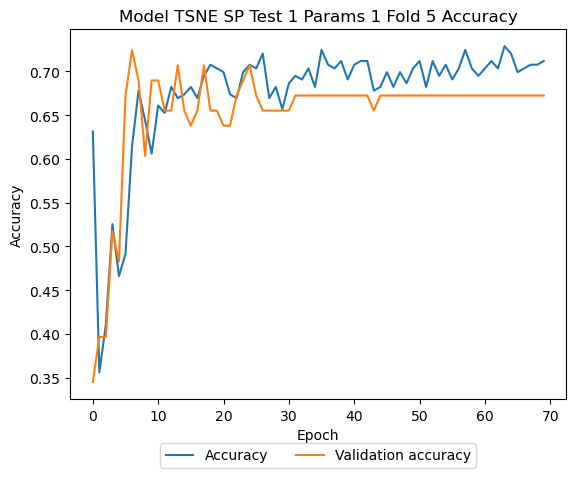 Model TSNE SP Test 1 Params 1 Fold 5 Accuracy
0.70
0.65
0.60
0.55
0.50
0.45
0.40
0.35
Accuracy
0 10 20 30 40 50 60 70
Epoch
Accuracy Validation accuracy